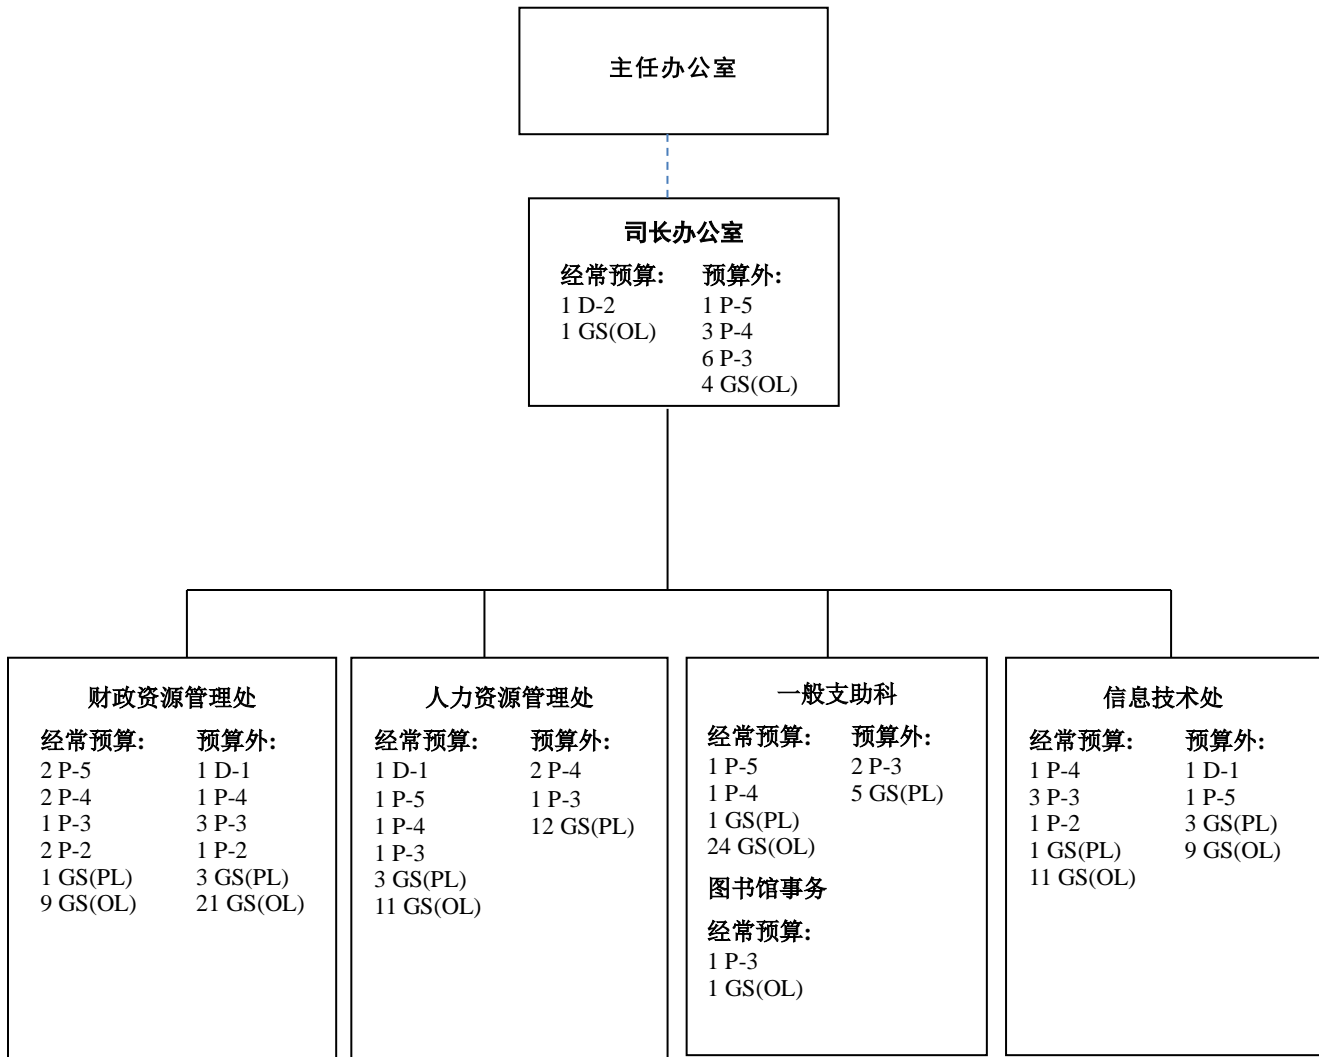 主任办公室
司长办公室
经常预算: 预算外:
1 D-2 1 P-5
1 GS(OL) 3 P-4
6 P-3
4 GS(OL)
财政资源管理处
经常预算: 预算外:
2 P-5 1 D-1
2 P-4 1 P-4
1 P-3 3 P-3
2 P-2 1 P-2
1 GS(PL) 3 GS(PL)
9 GS(OL) 21 GS(OL)
人力资源管理处
经常预算: 预算外:
1 D-1 2 P-4
1 P-5 1 P-3
1 P-4 12 GS(PL)
1 P-3
3 GS(PL)
11 GS(OL)
一般支助科
经常预算: 预算外:
1 P-5 2 P-3
1 P-4 5 GS(PL)
1 GS(PL)
24 GS(OL)
图书馆事务
经常预算:
1 P-3
1 GS(OL)
信息技术处
经常预算: 预算外:
1 P-4 1 D-1
3 P-3 1 P-5
1 P-2 3 GS(PL)
1 GS(PL) 9 GS(OL)
11 GS(OL)